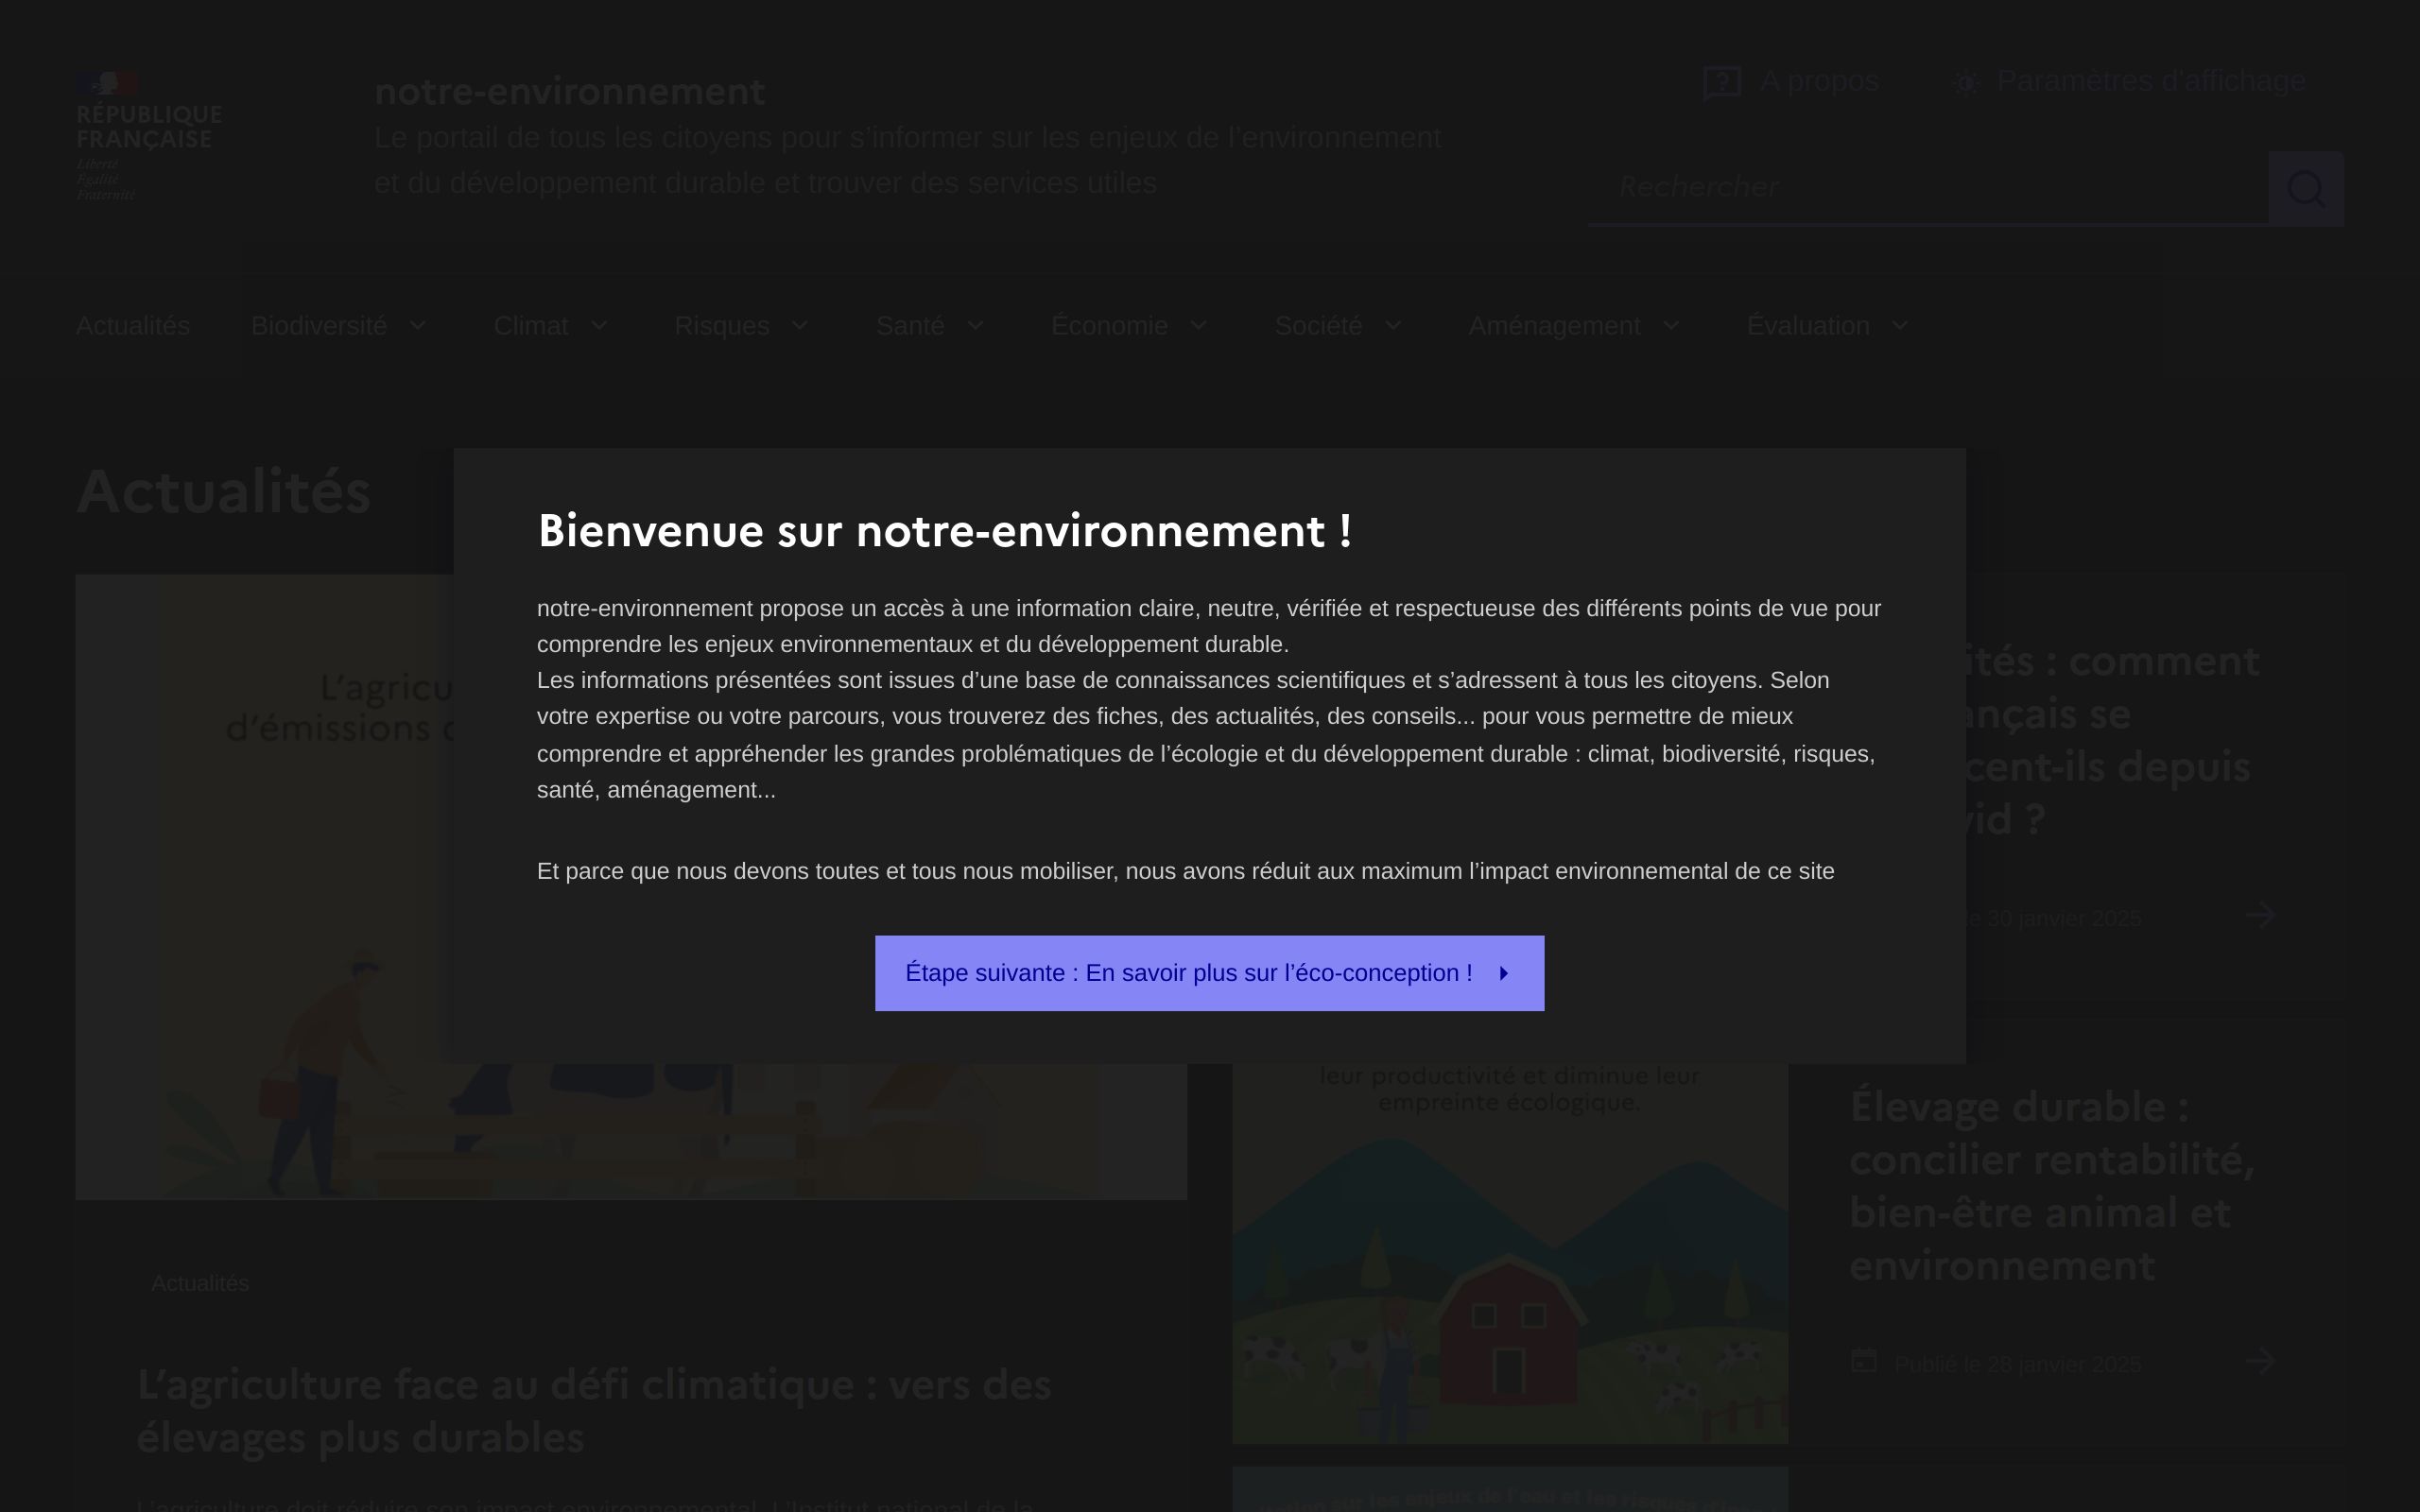 RÉPUBLIQUE
FRANÇAISE
Liberté
Égalité
Fraternité
notre-environnement
Le portail de tous les citoyens pour s’informer sur les enjeux de l’environnement
et du développement durable et trouver des services utiles
A propos
Paramètres d’affichage
Rechercher
Actualités Biodiversité Climat Risques Santé Économie Société Aménagement Évaluation
Actualités
Bienvenue sur notre-environnement !
notre-environnement propose un accès à une information claire, neutre, vérifiée et respectueuse des différents points de vue pour
comprendre les enjeux environnementaux et du développement durable.
Les informations présentées sont issues d’une base de connaissances scientifiques et s’adressent à tous les citoyens. Selon
votre expertise ou votre parcours, vous trouverez des fiches, des actualités, des conseils... pour vous permettre de mieux
comprendre et appréhender les grandes problématiques de l’écologie et du développement durable : climat, biodiversité, risques,
santé, aménagement...
Et parce que nous devons toutes et tous nous mobiliser, nous avons réduit aux maximum l’impact environnemental de ce site
Étape suivante : En savoir plus sur l’éco-conception !
L’agricu
d’émissions
ités : comment
ançais se
cent-ils depuis
vid ?
le 30 janvier 2025
leur productivité et diminue leur
empreinte écologique.
Élevage durable :
concilier rentabilité,
bien-être animal et
environnement
Publié le 28 janvier 2025
Actualités
L’agriculture face au défi climatique : vers des
élevages plus durables
L’agriculture doit réduire son impact environnemental. L’Institut national de la
sur les enjeux de l’eau et les risques